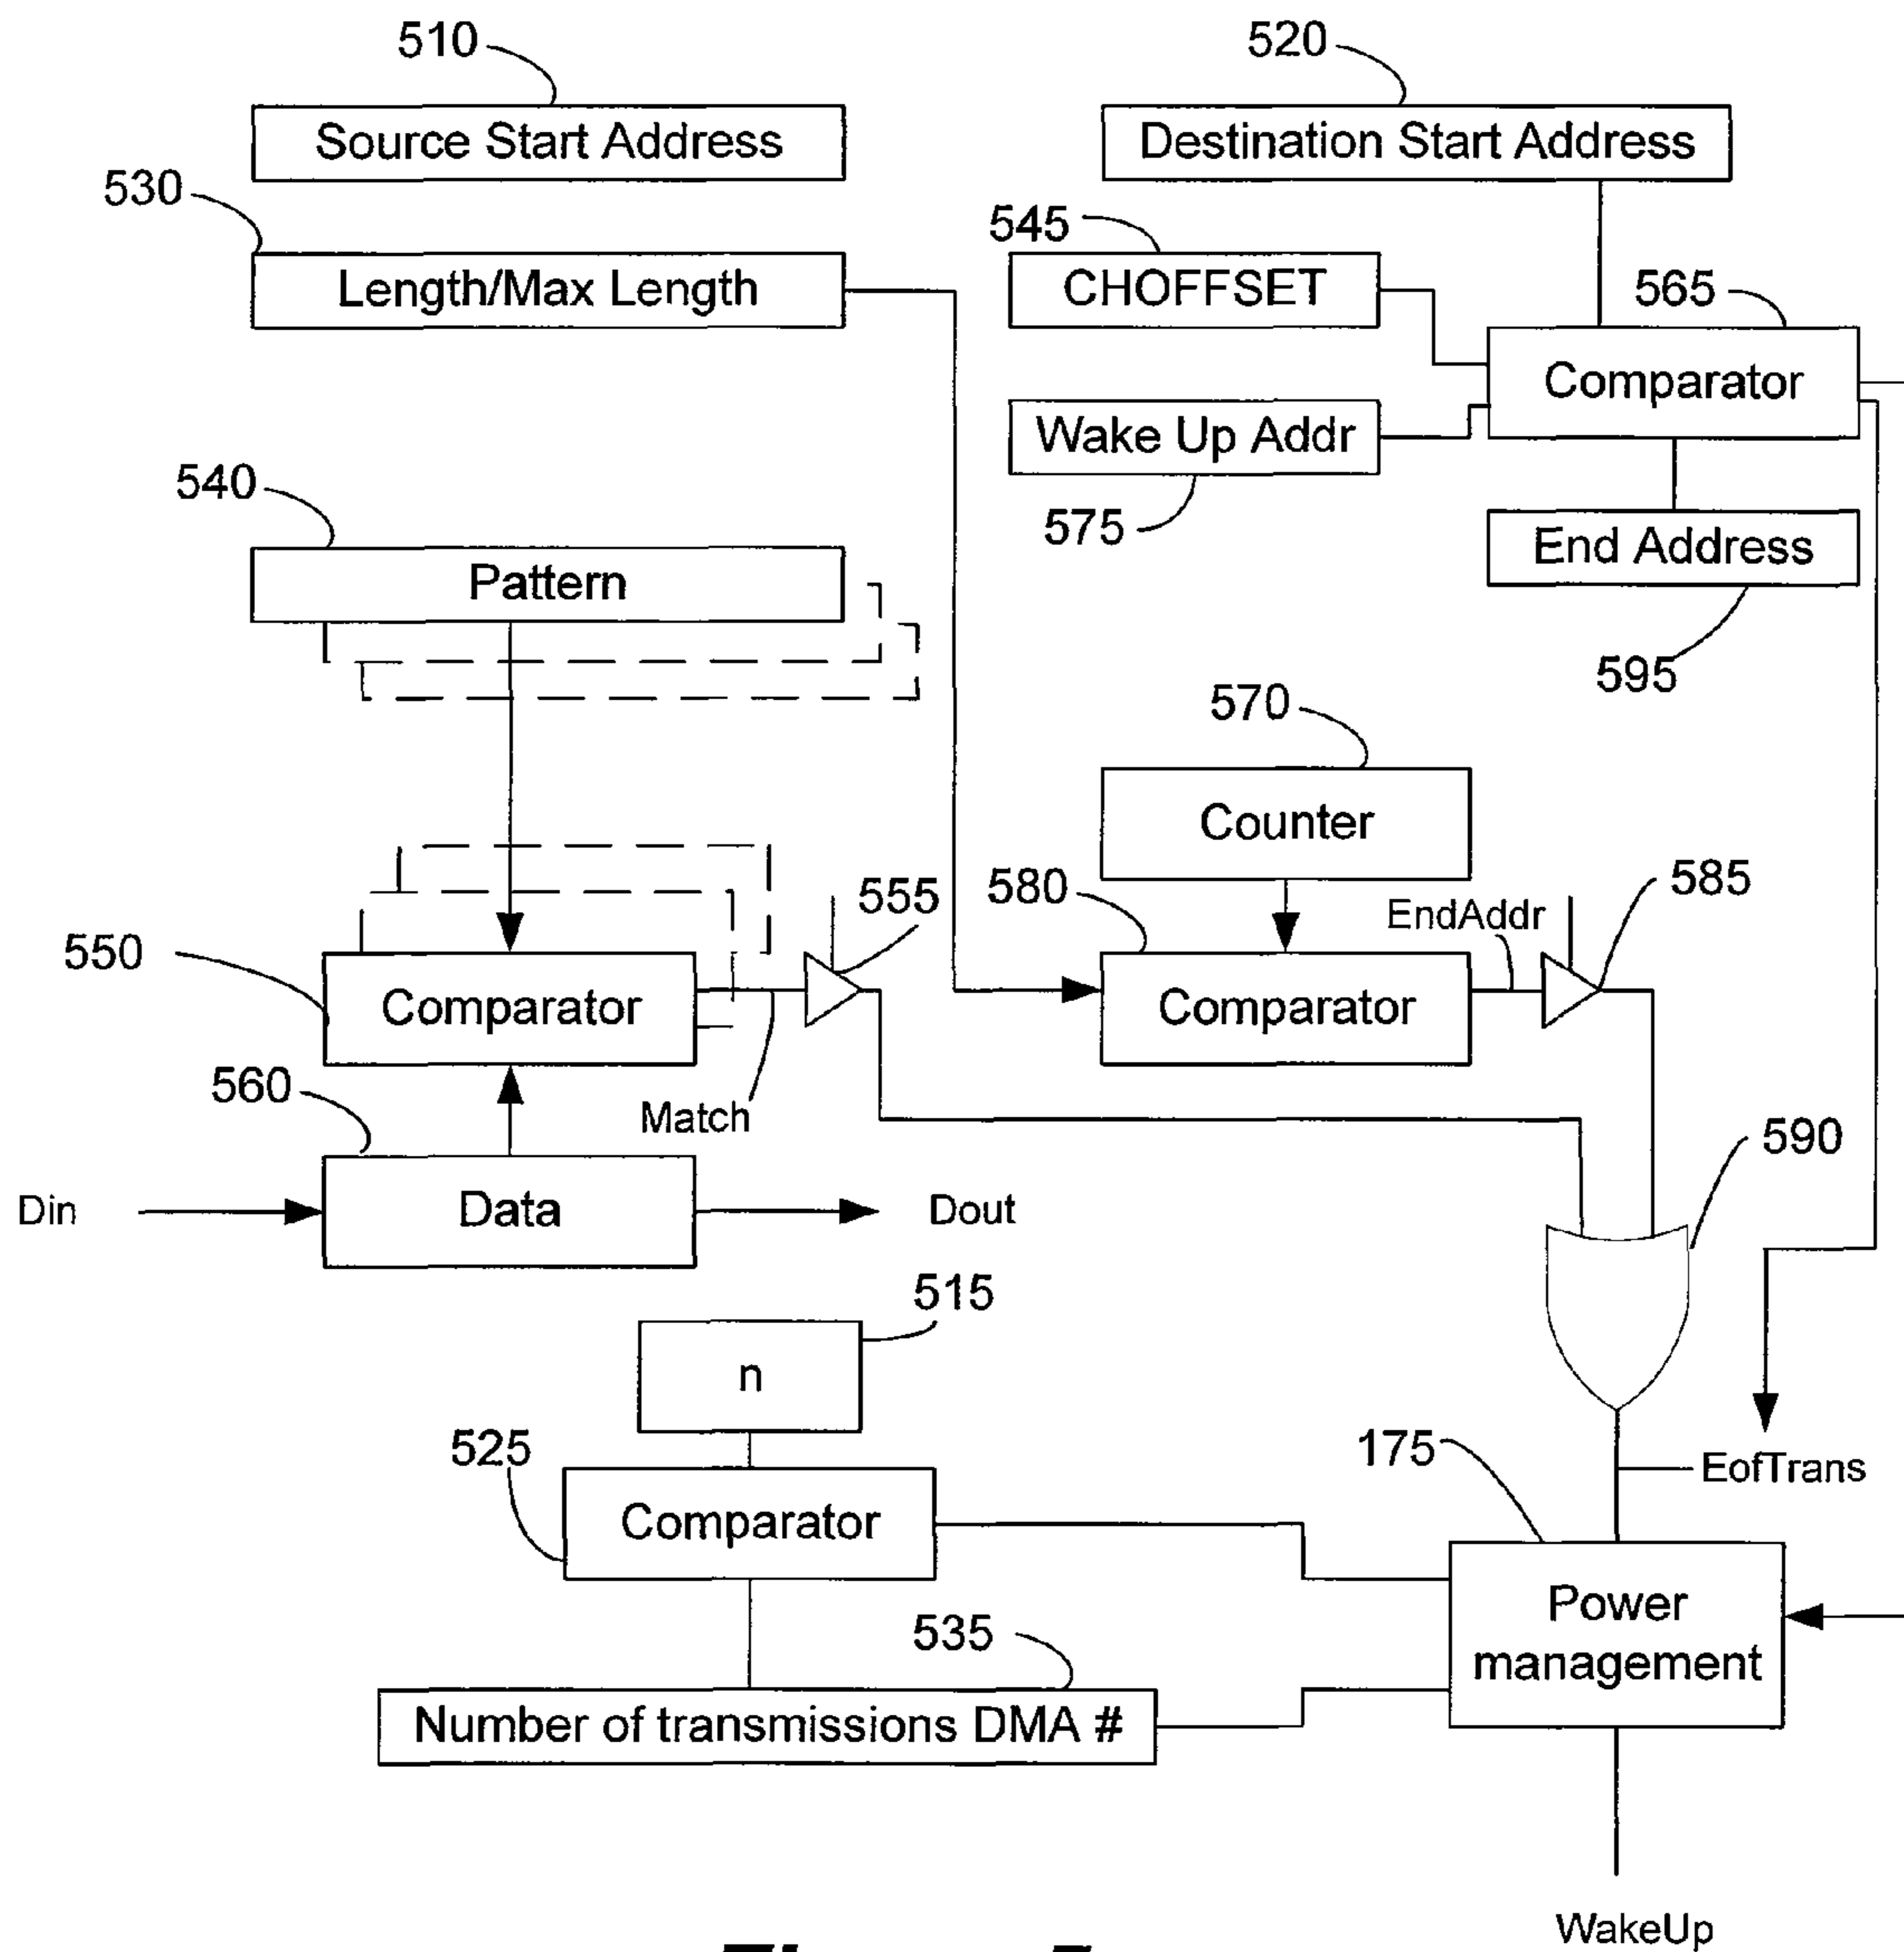 510
520
Source Start Address
Destination Start Address
530
545
Length/Max Length
CHOFFSET
565
Comparator
Wake Up Addr
540
575
End Address
Pattern
595
570
Counter
580
585
555
EndAddr
550
Comparator
Comparator
560
Match
590
Din
Data
Dout
515
n
525
175
EofTrans
Comparator
Power
management
535
Number of transmissions DMA #
WakeUp